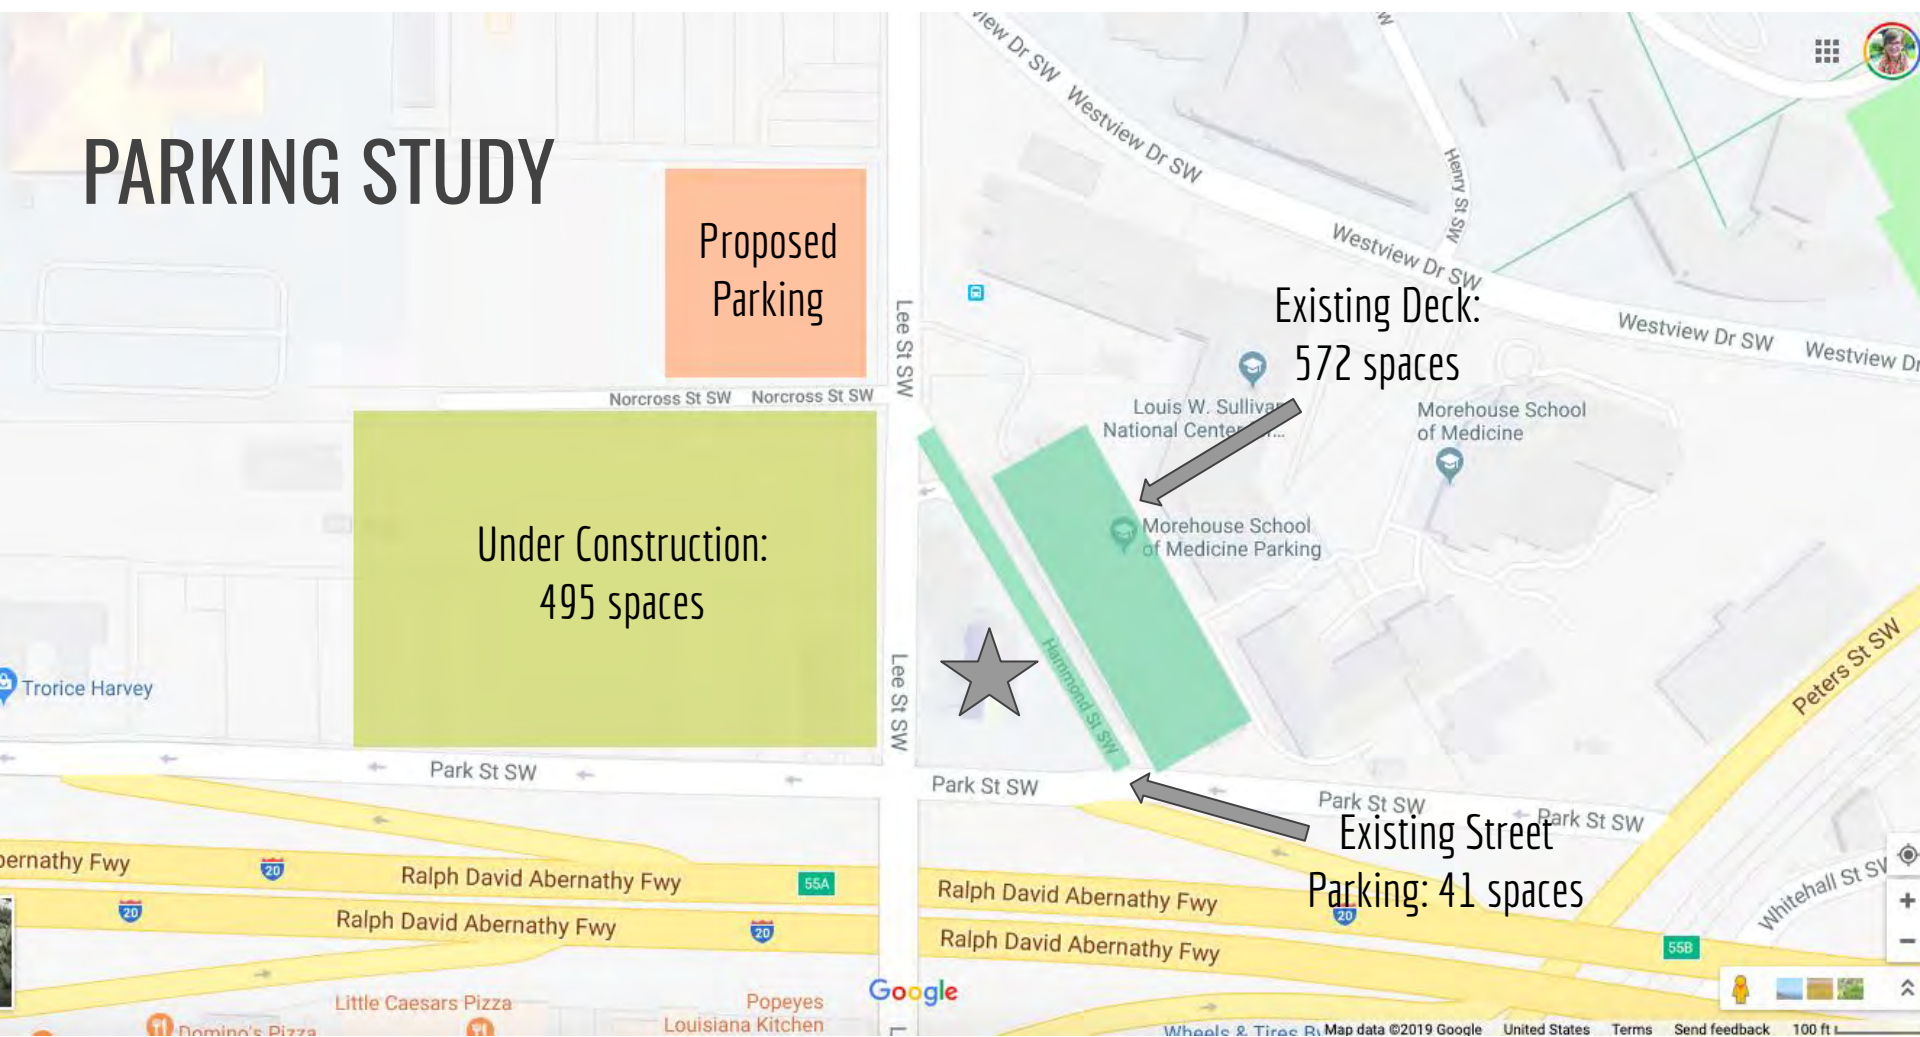 View Dr SW
Westview Dr SW
Henry St SW
PARKING STUDY
Proposed
Parking
Westview Dr SW
Existing Deck:
572 spaces
Westview Dr SW
Westview Dr
Lee St SW
Norcross St SW
Norcross St SW
Louis W. Sullivan
National Center
Morehouse School
of Medicine
Under Construction:
495 spaces
Morehouse School
of Medicine Parking
Hammond St SW
Lee St SW
Peters St SW
Trorice Harvey
Park St SW
Park St SW
Park St SW
Park St SW
Existing Street
Parking: 41 spaces
bernathy Fwy
20
Ralph David Abernathy Fwy
55A
Ralph David Abernathy Fwy
Whitehall St SW
20
Ralph David Abernathy Fwy
20
Ralph David Abernathy Fwy
20
55B
Google
Little Caesars Pizza
Popeyes
Louisiana Kitchen
Domino's Pizza
Wheels & Tires
Map data ©2019 Google
United States
Terms
Send feedback
100 ft